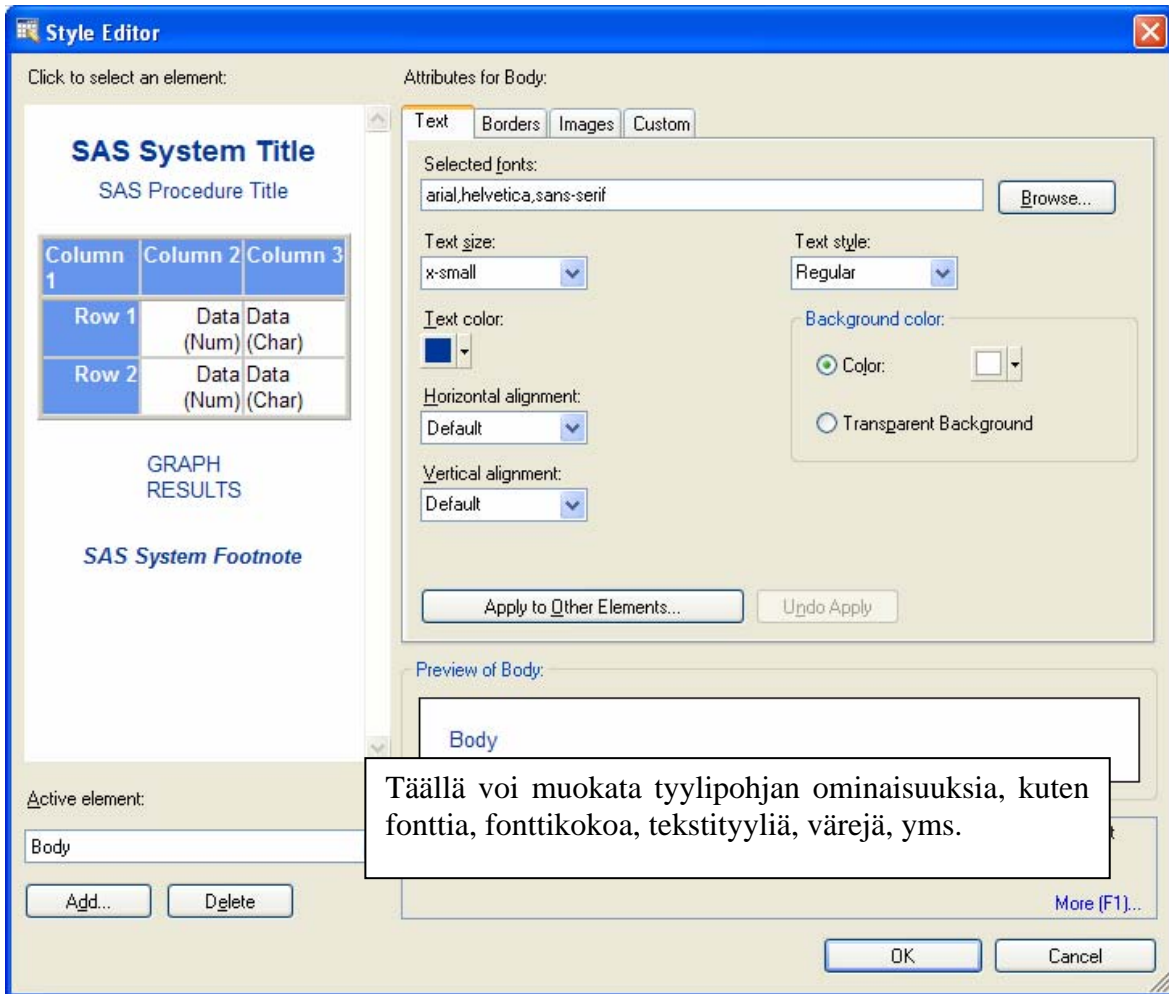 Style Editor
Click to select an element:
SAS System Title
SAS Procedure Title
Column 1
Column 2
Column 3
Row 1
Data (Num)
Data (Char)
Row 2
Data (Num)
Data (Char)
GRAPH
RESULTS
SAS System Footnote
Active element:
Body
Add...
Delete
Attributes for Body:
Text
Borders
Images
Custom
Selected fonts:
arial,helvetica,sans-serif
Browse...
Text size:
x-small
Text style:
Regular
Text color:
Background color:
Color:
Transparent Background
Horizontal alignment:
Default
Vertical alignment:
Default
Apply to Other Elements...
Undo Apply
Preview of Body:
Body
Täällä voi muokata tyylipohjan ominaisuuksia, kuten
fonttia, fonttikokoa, tekstityyliä, värejä, yms.
More (F1)...
OK
Cancel